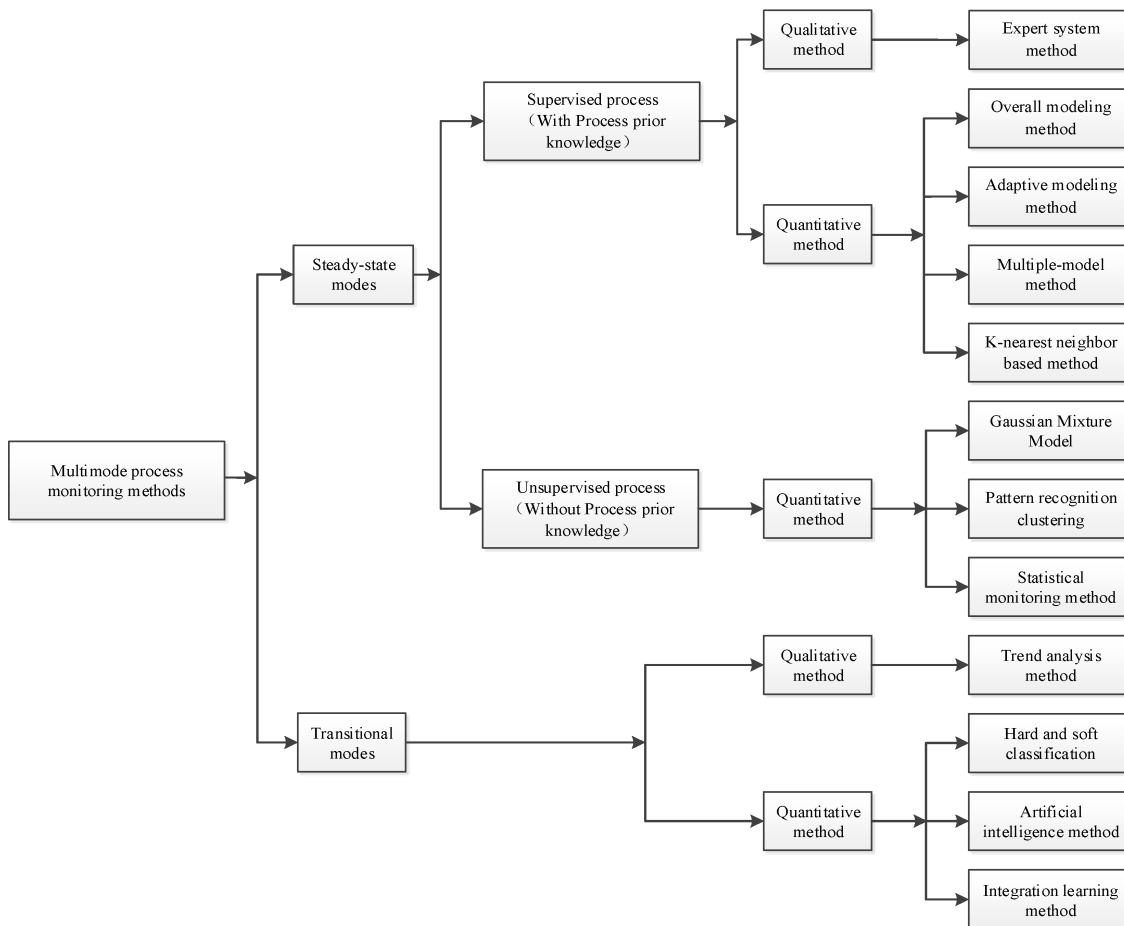 Multimode process
monitoring methods
Steady-state
modes
Supervised process
（With Process prior
knowledge）
Qualitative
method
Expert system
method
Quantitative
method
Overall modeling
method
Adaptive modeling
method
Multiple-model
method
K-nearest neighbor
based method
Unsupervised process
（Without Process prior
knowledge）
Quantitative
method
Gaussian Mixture
Model
Pattern recognition
clustering
Statistical
monitoring method
Transitional
modes
Qualitative
method
Trend analysis
method
Quantitative
method
Hard and soft
classification
Artificial
intelligence method
Integration learning
method